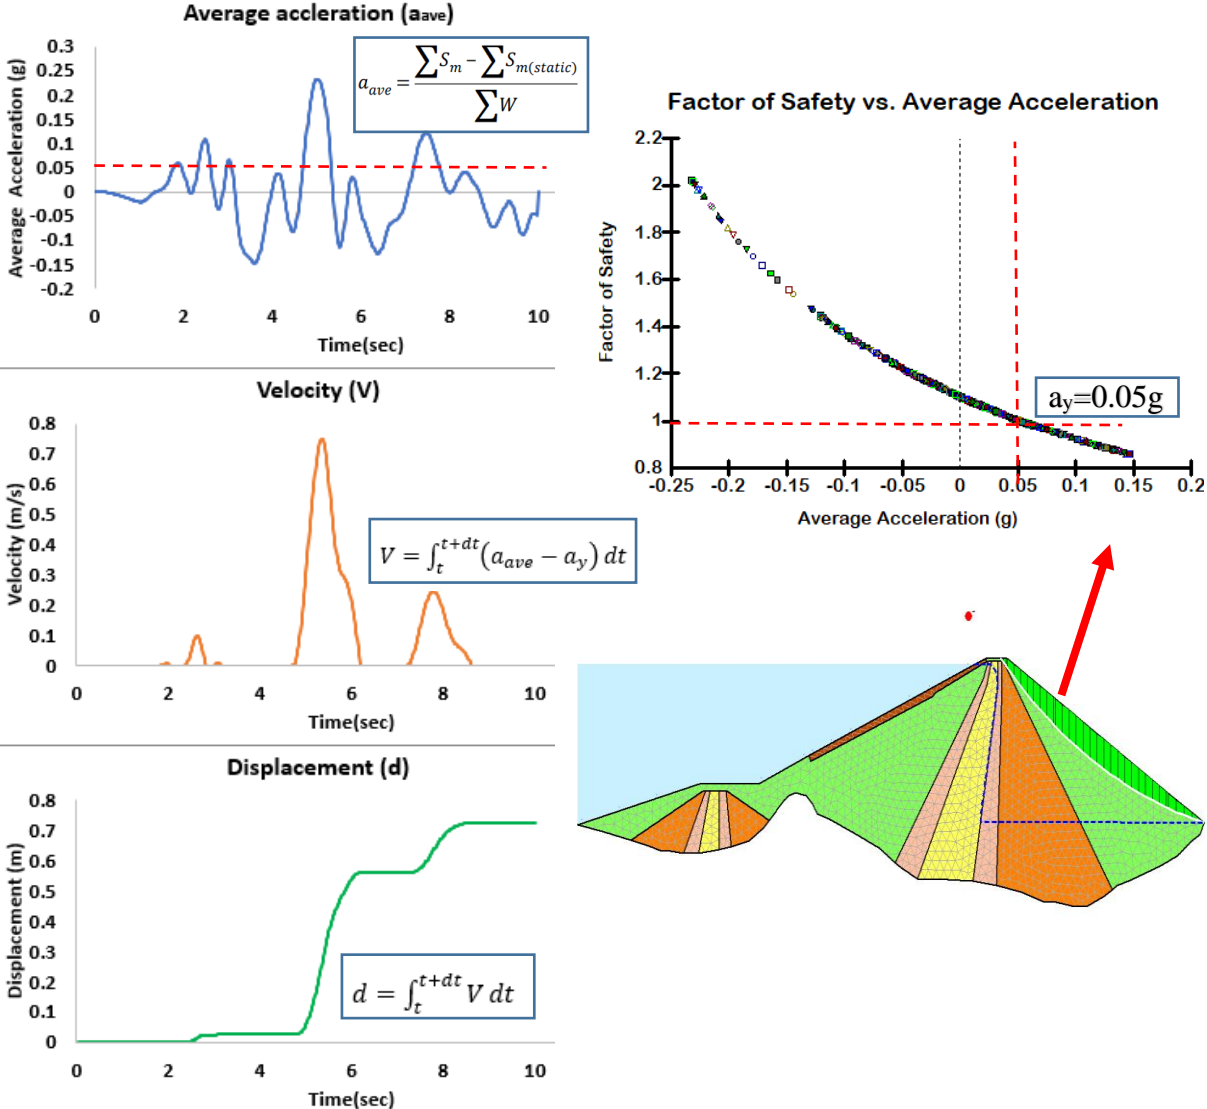 Average accleration (aave)
Average Acceleration (g)
0.3
0.25
0.2
0.15
0.1
0.05
0
-0.05
-0.1
-0.15
-0.2
0 2 4 6 8 10
Time(sec)
a_ave = (∑S_m − ∑S_m(static)) / ∑W
Velocity (V)
Velocity (m/s)
0.8
0.7
0.6
0.5
0.4
0.3
0.2
0.1
0
0 2 4 6 8 10
Time(sec)
V = ∫_t^{t+dt} (a_ave − a_y) dt
Displacement (d)
Displacement (m)
0.8
0.7
0.6
0.5
0.4
0.3
0.2
0.1
0
0 2 4 6 8 10
Time(sec)
d = ∫_t^{t+dt} V dt
Factor of Safety vs. Average Acceleration
Factor of Safety
2.2
2
1.8
1.6
1.4
1.2
1
0.8
-0.25 -0.2 -0.15 -0.1 -0.05 0 0.05 0.1 0.15 0.2
Average Acceleration (g)
a_y=0.05g